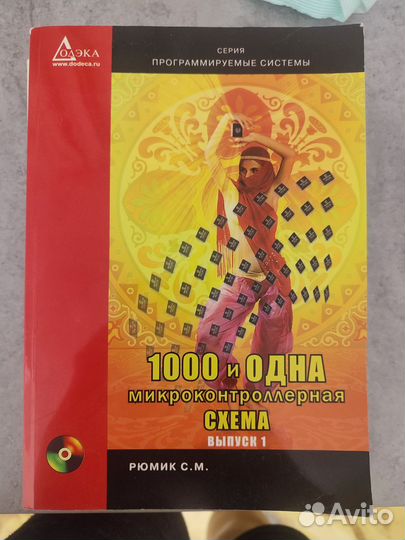 ДОДЭКА
www.dodeca.ru
СЕРИЯ
ПРОГРАММИРУЕМЫЕ СИСТЕМЫ
1000 и ОДНА
микроконтроллерная
СХЕМА
ВЫПУСК 1
РЮМИК С.М.
Avito